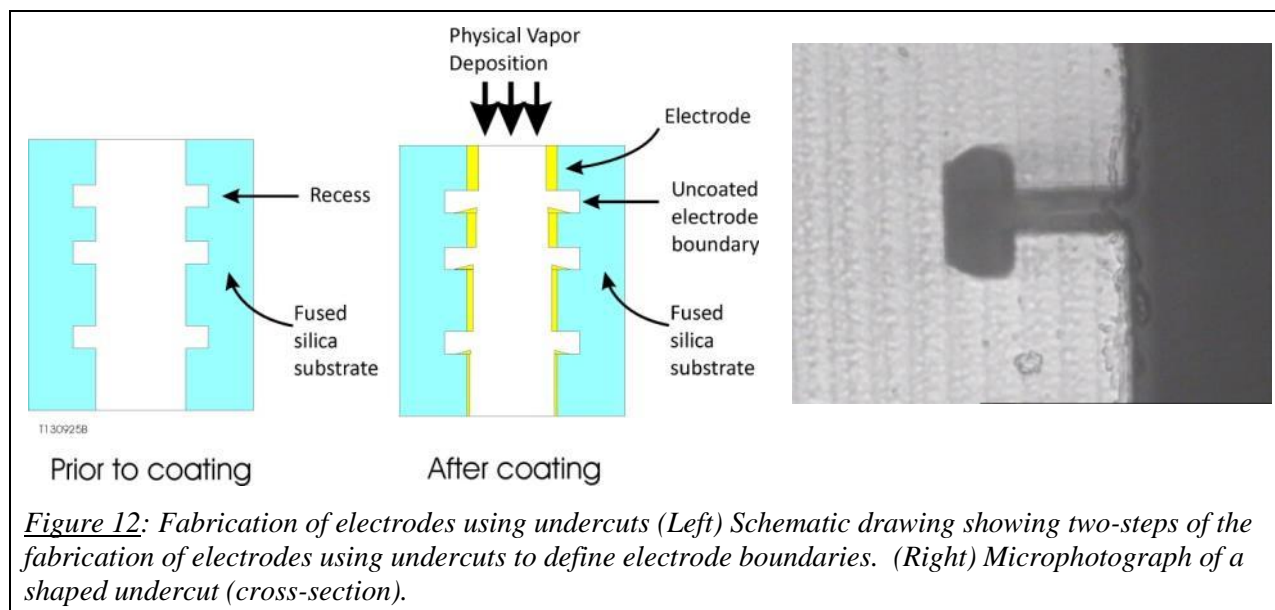 Physical Vapor
Deposition
Electrode
Recess
Uncoated
electrode
boundary
Fused
silica
substrate
Fused
silica
substrate
T130925B
Prior to coating
After coating
Figure 12: Fabrication of electrodes using undercuts (Left) Schematic drawing showing two-steps of the
fabrication of electrodes using undercuts to define electrode boundaries. (Right) Microphotograph of a
shaped undercut (cross-section).